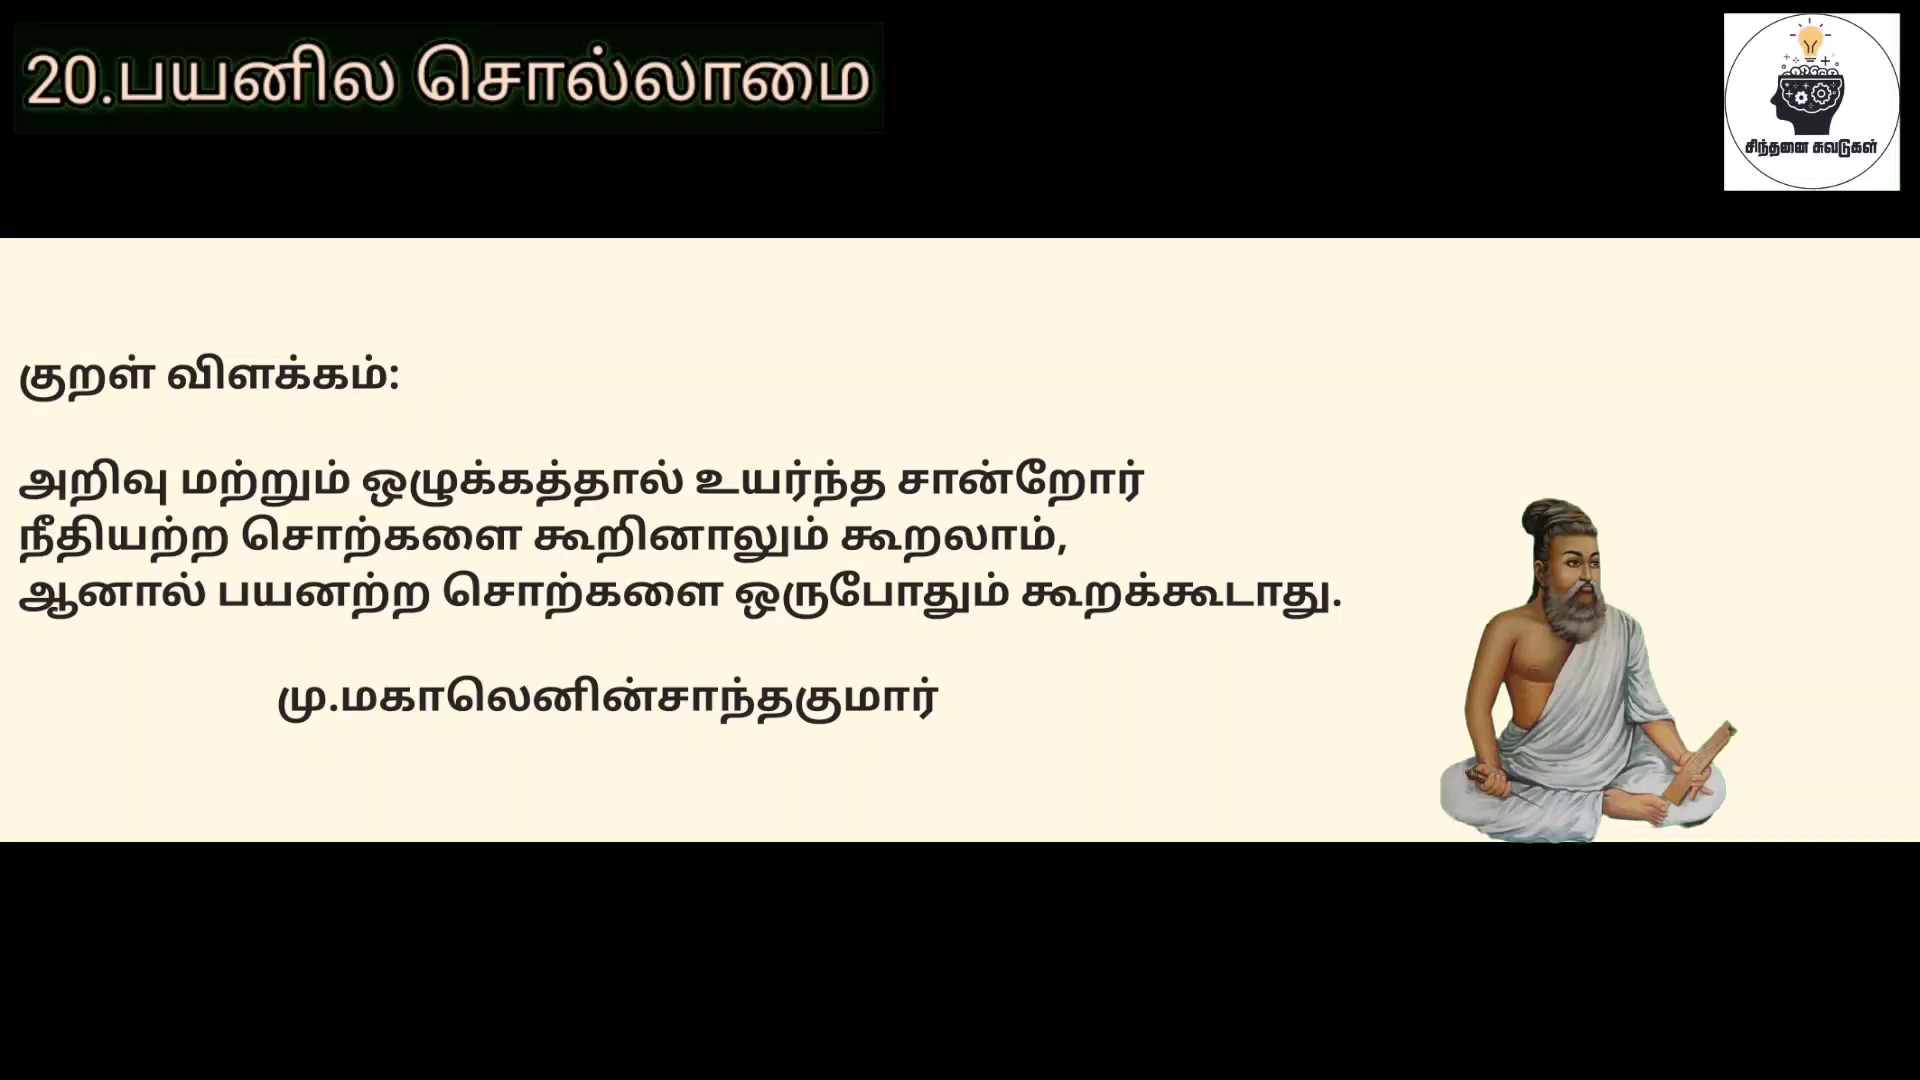 20.பயனில சொல்லாமை
சிந்தனை சுவடுகள்
குறள் விளக்கம்:
அறிவு மற்றும் ஒழுக்கத்தால் உயர்ந்த சான்றோர்
நீதியற்ற சொற்களை கூறினாலும் கூறலாம்,
ஆனால் பயனற்ற சொற்களை ஒருபோதும் கூறக்கூடாது.
மு.மகாலெனின்சாந்தகுமார்